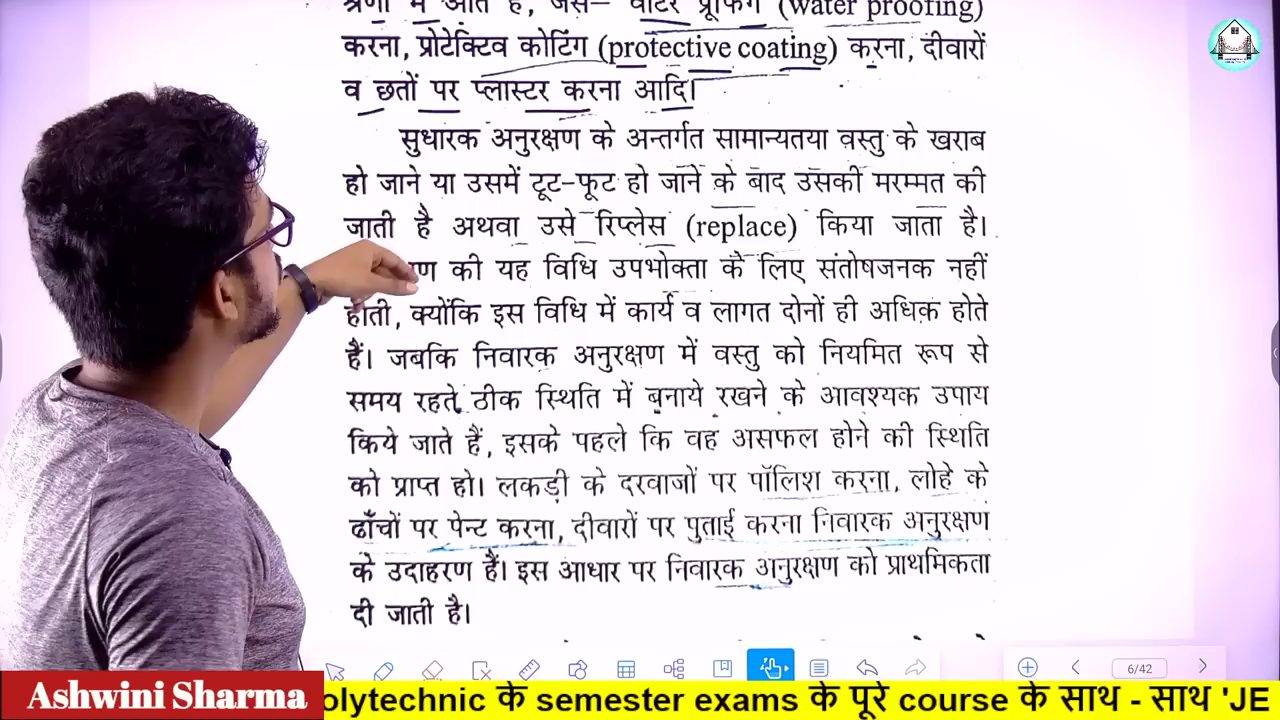 श्रेणी में आते हैं, जैसे– वाटर प्रूफिंग (water proofing)
करना, प्रोटेक्टिव कोटिंग (protective coating) करना, दीवारों
व छतों पर प्लास्टर करना आदि।
सुधारक अनुरक्षण के अन्तर्गत सामान्यतया वस्तु के खराब
हो जाने या उसमें टूट-फूट हो जाने के बाद उसकी मरम्मत की
जाती है अथवा उसे रिप्लेस (replace) किया जाता है।
की यह विधि उपभोक्ता के लिए संतोषजनक नहीं
होती, क्योंकि इस विधि में कार्य व लागत दोनों ही अधिक होते
हैं। जबकि निवारक अनुरक्षण में वस्तु को नियमित रूप से
समय रहते ठीक स्थिति में बनाये रखने के आवश्यक उपाय
किये जाते हैं, इसके पहले कि वह असफल होने की स्थिति
को प्राप्त हो। लकड़ी के दरवाजों पर पॉलिश करना, लोहे के
ढाँचों पर पेन्ट करना, दीवारों पर पुताई करना निवारक अनुरक्षण
के उदाहरण हैं। इस आधार पर निवारक अनुरक्षण को प्राथमिकता
दी जाती है।
6/42
Ashwini Sharma
olytechnic के semester exams के पूरे course के साथ - साथ 'JE